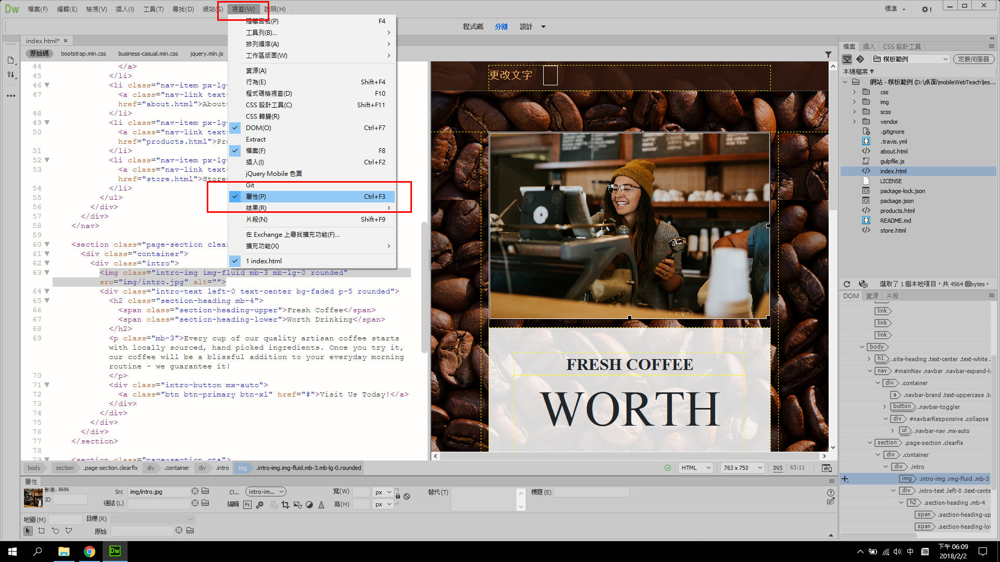 Dw 檔案(F) 編輯(E) 檢視(V) 插入(I) 工具(T) 尋找(D) 網站(S) 視窗(W) 說明(H) 標準
程式碼 分割 設計
index.html*
原始碼 bootstrap.min.css business-casual.min.css jquery.min.js
隱藏面板(P) F4
工具列(B)...
排列順序(A)
工作區版面(W)
資源(A)
行為(E) Shift+F4
程式碼檢視窗(D) F10
CSS 設計工具(C) Shift+F11
CSS 轉變(R)
DOM(O) Ctrl+F7
Extract
檔案(F) F8
插入(I) Ctrl+F2
jQuery Mobile 色票
Git
屬性(P) Ctrl+F3
結果(R)
片段(N) Shift+F9
在 Exchange 上尋找擴充功能(F)...
擴充功能(X)
1 index.html
44 </a>
45 </li>
46 <li class="nav-item px-lg-
47 <a class="nav-link text-
href="about.html">About
48 </li>
49 <li class="nav-item px-lg-
50 <a class="nav-link text-
href="products.html">Pro
51 </li>
52 <li class="nav-item px-lg-
53 <a class="nav-link text-
href="store.html">Store
54 </li>
55 </ul>
56 </div>
57 </div>
58 </nav>
59
60 <section class="page-section clear
61 <div class="container">
62 <div class="intro">
63 <img class="intro-img img-fluid mb-3 mb-lg-0 rounded"
src="img/intro.jpg" alt="">
64 <div class="intro-text left-0 text-center bg-faded p-5 rounded">
65 <h2 class="section-heading mb-4">
66 <span class="section-heading-upper">Fresh Coffee</span>
67 <span class="section-heading-lower">Worth Drinking</span>
68 </h2>
69 <p class="mb-3">Every cup of our quality artisan coffee starts
with locally sourced, hand picked ingredients. Once you try it,
our coffee will be a blissful addition to your everyday morning
routine - we guarantee it!
70 </p>
71 <div class="intro-button mx-auto">
72 <a class="btn btn-primary btn-xl" href="#">Visit Us Today!</a>
73 </div>
74 </div>
75 </div>
76 </div>
77 </section>
78
79 <section class="page-section cta">
更改文字
FRESH COFFEE
WORTH
檔案 插入 CSS 設計工具
模板範例 定義伺服器
本機檔案
網站 - 模板範例 (D:\桌面\mobileWebTeach\les...
css
img
scss
vendor
.gitignore
.travis.yml
about.html
gulpfile.js
index.html
LICENSE
package-lock.json
package.json
products.html
README.md
store.html
選取了 1 個本地項目，共 4564 個bytes。
DOM 資源 片段
link
link
link
body
h1 .site-heading .text-center .text-white .
nav #mainNav .navbar .navbar-expand-l
div .container
a .navbar-brand .text-uppercase .t
button .navbar-toggler
div #navbarResponsive .collapse
ul .navbar-nav .mx-auto
section .page-section .clearfix
div .container
div .intro
img .intro-img .img-fluid .mb-3
div .intro-text .left-0 .text-cente
h2 .section-heading .mb-4
span .section-heading-up
span .section-heading-lo
body section .page-section.clearfix div .container div .intro img .intro-img.img-fluid.mb-3.mb-lg-0.rounded HTML 763 x 750 INS 63:11
屬性
影像, 869K Src img/intro.jpg Cl... intro-im... 寬(W) px 替代(T) 標題(E)
ID 連結(L) 編輯 Ps 高(H) px
地圖(M) 目標(R)
原始
Dw 中 下午 06:09
2018/2/2